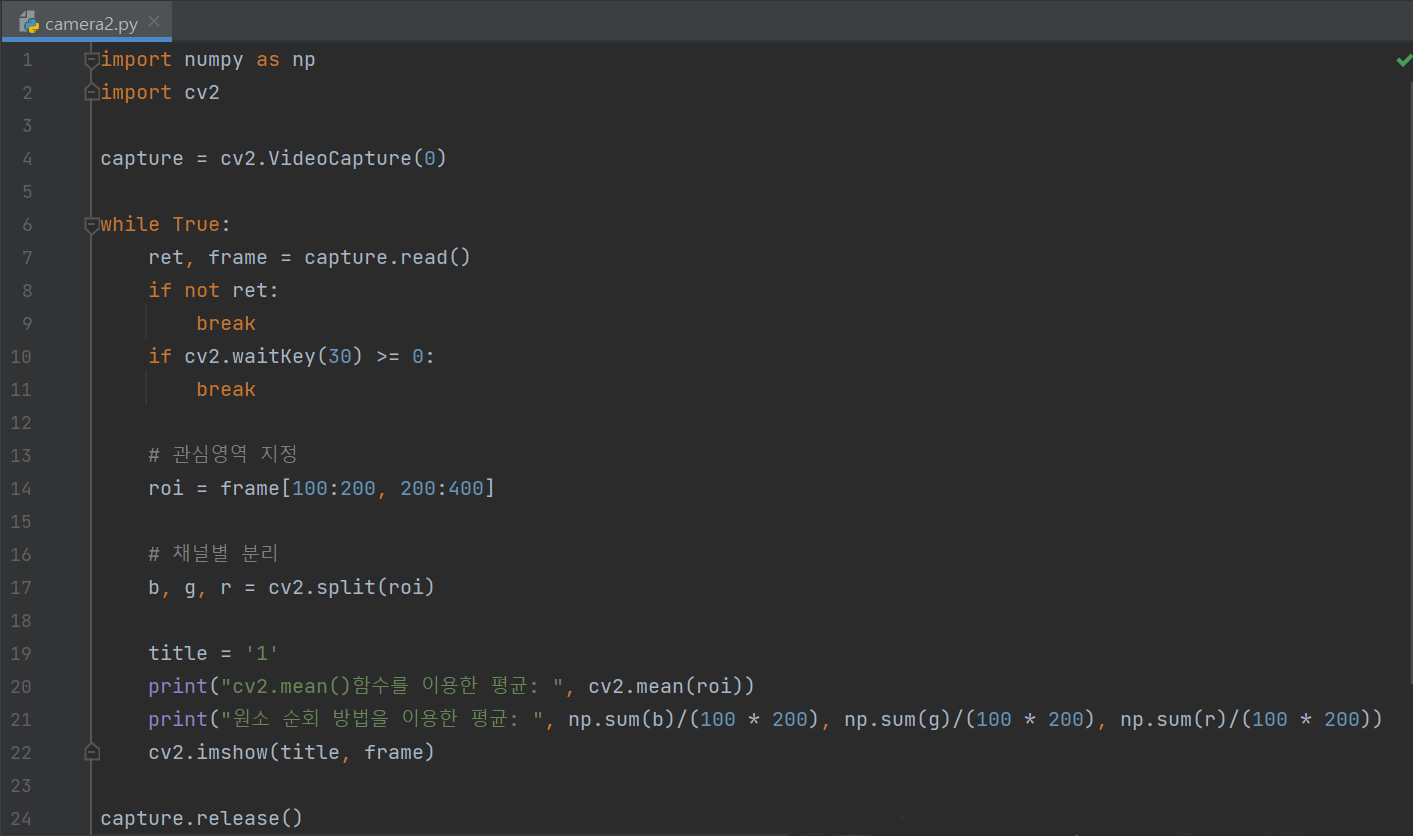 camera2.py
1 import numpy as np
2 import cv2
3
4 capture = cv2.VideoCapture(0)
5
6 while True:
7     ret, frame = capture.read()
8     if not ret:
9         break
10     if cv2.waitKey(30) >= 0:
11         break
12
13     # 관심영역 지정
14     roi = frame[100:200, 200:400]
15
16     # 채널별 분리
17     b, g, r = cv2.split(roi)
18
19     title = '1'
20     print("cv2.mean()함수를 이용한 평균: ", cv2.mean(roi))
21     print("원소 순회 방법을 이용한 평균: ", np.sum(b)/(100 * 200), np.sum(g)/(100 * 200), np.sum(r)/(100 * 200))
22     cv2.imshow(title, frame)
23
24 capture.release()